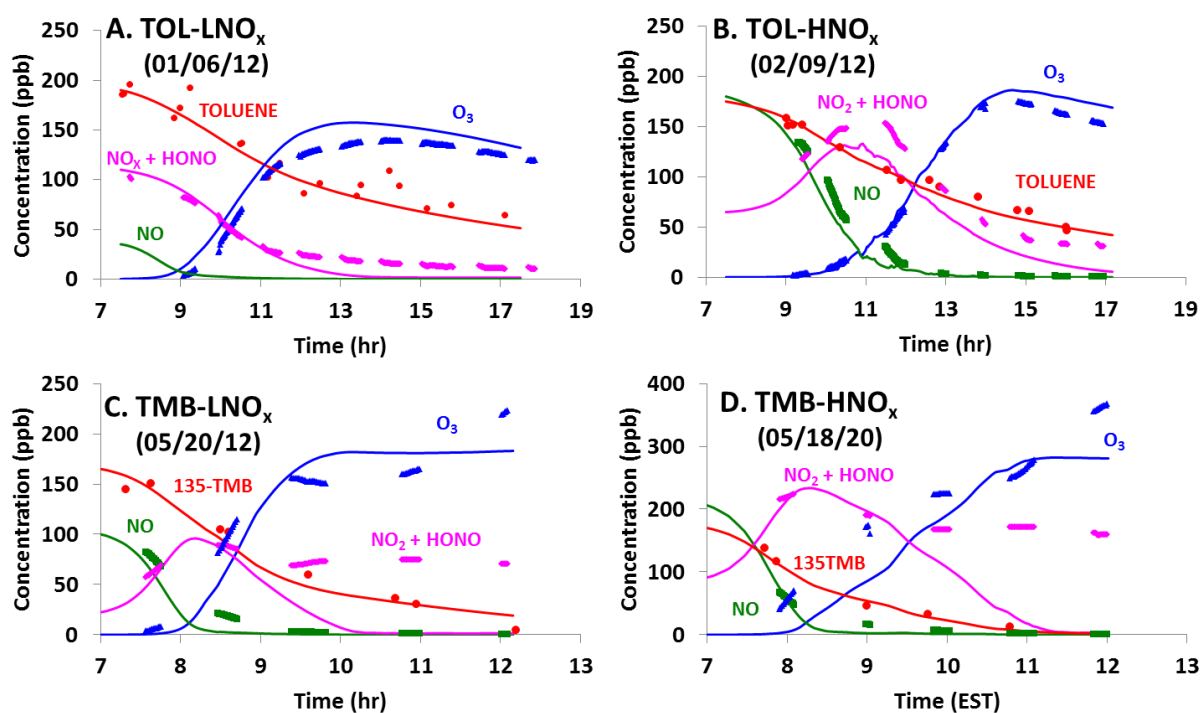 A. TOL-LNOx
(01/06/12)
Concentration (ppb)
250
200
150
100
50
0
TOLUENE
O3
NOX + HONO
NO
7 9 11 13 15 17 19
Time (hr)
B. TOL-HNOx
(02/09/12)
Concentration (ppb)
250
200
150
100
50
0
O3
NO2 + HONO
NO
TOLUENE
7 9 11 13 15 17 19
Time (hr)
C. TMB-LNOx
(05/20/12)
Concentration (ppb)
250
200
150
100
50
0
O3
135-TMB
NO
NO2 + HONO
7 8 9 10 11 12 13
Time (hr)
D. TMB-HNOx
(05/18/20)
Concentration (ppb)
400
300
200
100
0
O3
NO2 + HONO
135TMB
NO
7 8 9 10 11 12 13
Time (EST)